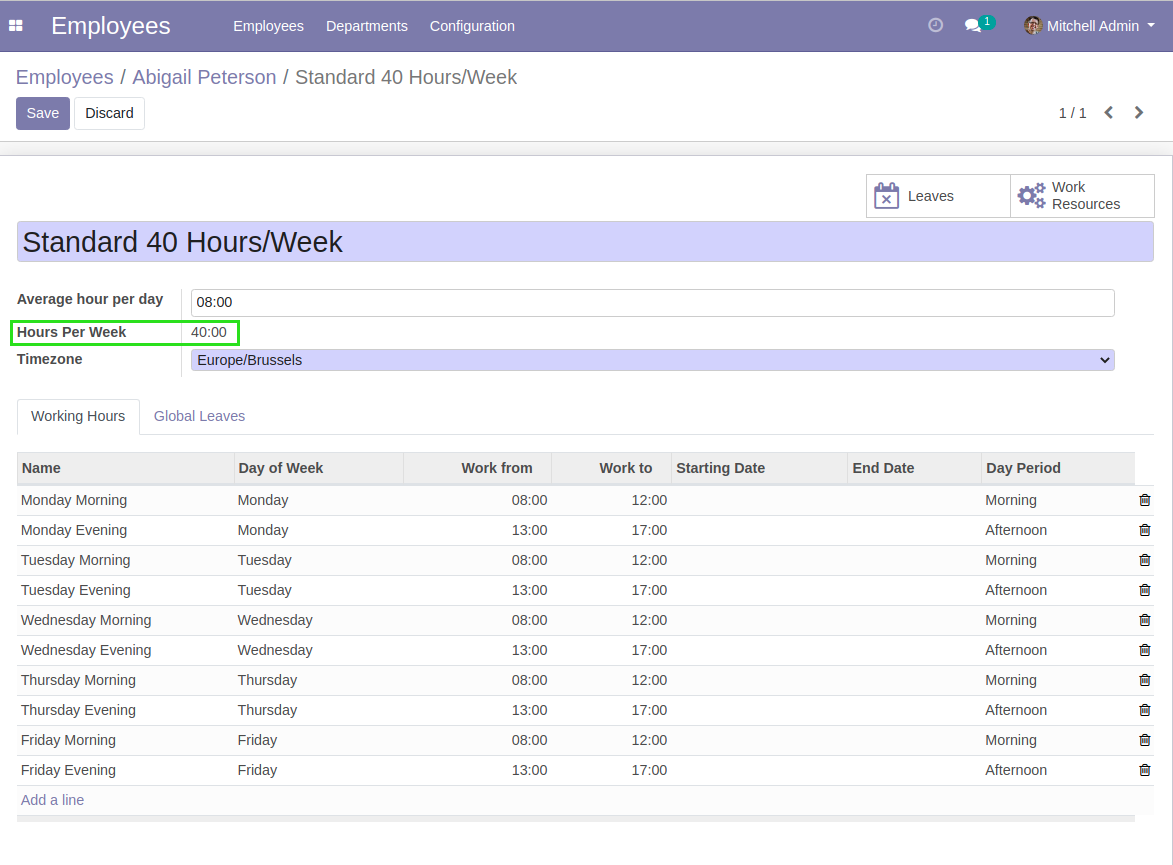 Employees Employees Departments Configuration 1 Mitchell Admin
Employees / Abigail Peterson / Standard 40 Hours/Week
Save Discard 1 / 1
Leaves Work Resources
Standard 40 Hours/Week
Average hour per day 08:00
Hours Per Week 40:00
Timezone Europe/Brussels
Working Hours Global Leaves
Name Day of Week Work from Work to Starting Date End Date Day Period
Monday Morning Monday 08:00 12:00 Morning
Monday Evening Monday 13:00 17:00 Afternoon
Tuesday Morning Tuesday 08:00 12:00 Morning
Tuesday Evening Tuesday 13:00 17:00 Afternoon
Wednesday Morning Wednesday 08:00 12:00 Morning
Wednesday Evening Wednesday 13:00 17:00 Afternoon
Thursday Morning Thursday 08:00 12:00 Morning
Thursday Evening Thursday 13:00 17:00 Afternoon
Friday Morning Friday 08:00 12:00 Morning
Friday Evening Friday 13:00 17:00 Afternoon
Add a line